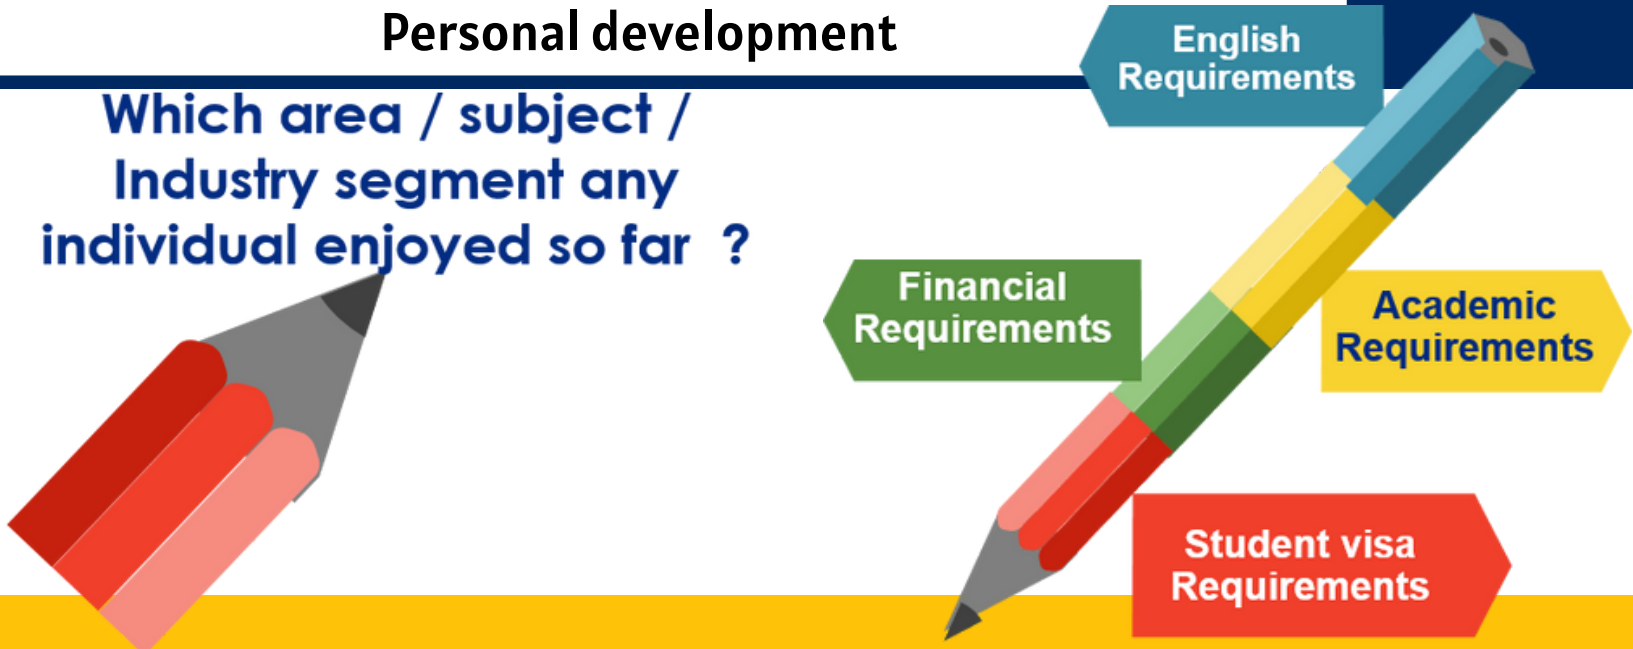 Personal development
Which area / subject /
Industry segment any
individual enjoyed so far ?
English
Requirements
Financial
Requirements
Academic
Requirements
Student visa
Requirements